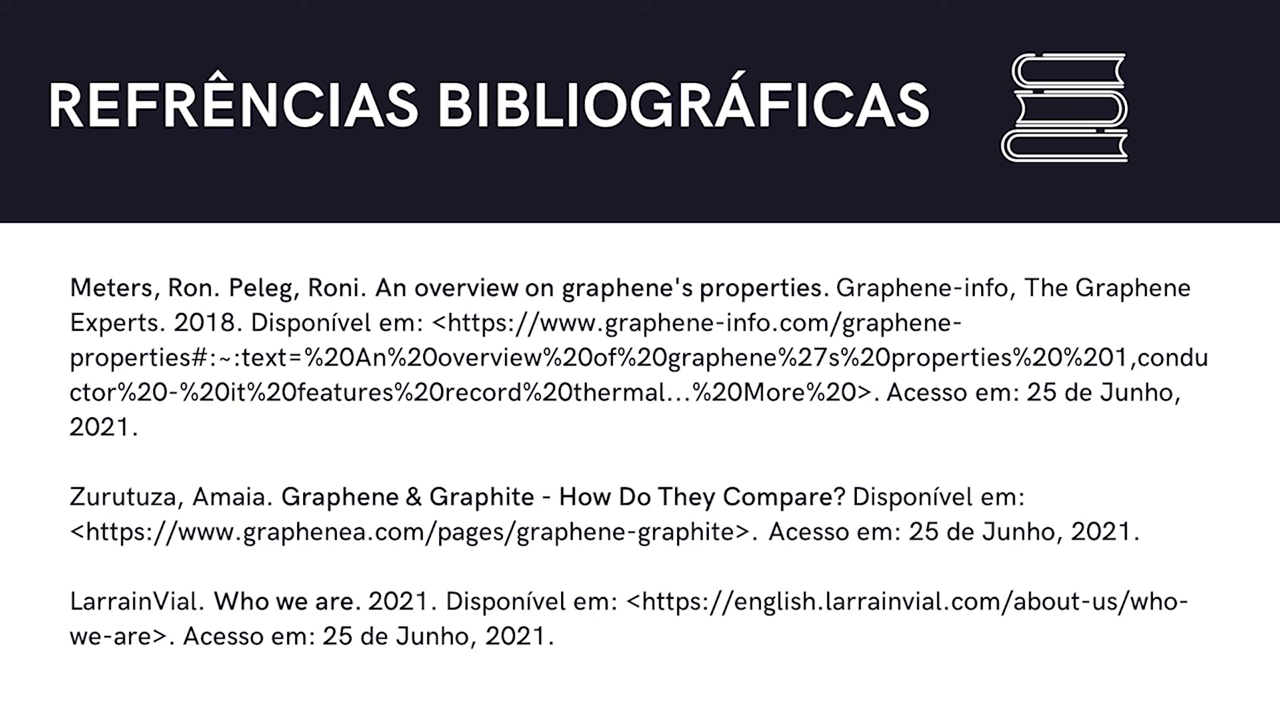 REFRÊNCIAS BIBLIOGRÁFICAS
Meters, Ron. Peleg, Roni. An overview on graphene's properties. Graphene-info, The Graphene
Experts. 2018. Disponível em: <https://www.graphene-info.com/graphene-
properties#:~:text=%20An%20overview%20of%20graphene%27s%20properties%20%201,condu
ctor%20-%20it%20features%20record%20thermal...%20More%20>. Acesso em: 25 de Junho,
2021.
Zurutuza, Amaia. Graphene & Graphite - How Do They Compare? Disponível em:
<https://www.graphenea.com/pages/graphene-graphite>. Acesso em: 25 de Junho, 2021.
LarrainVial. Who we are. 2021. Disponível em: <https://english.larrainvial.com/about-us/who-
we-are>. Acesso em: 25 de Junho, 2021.